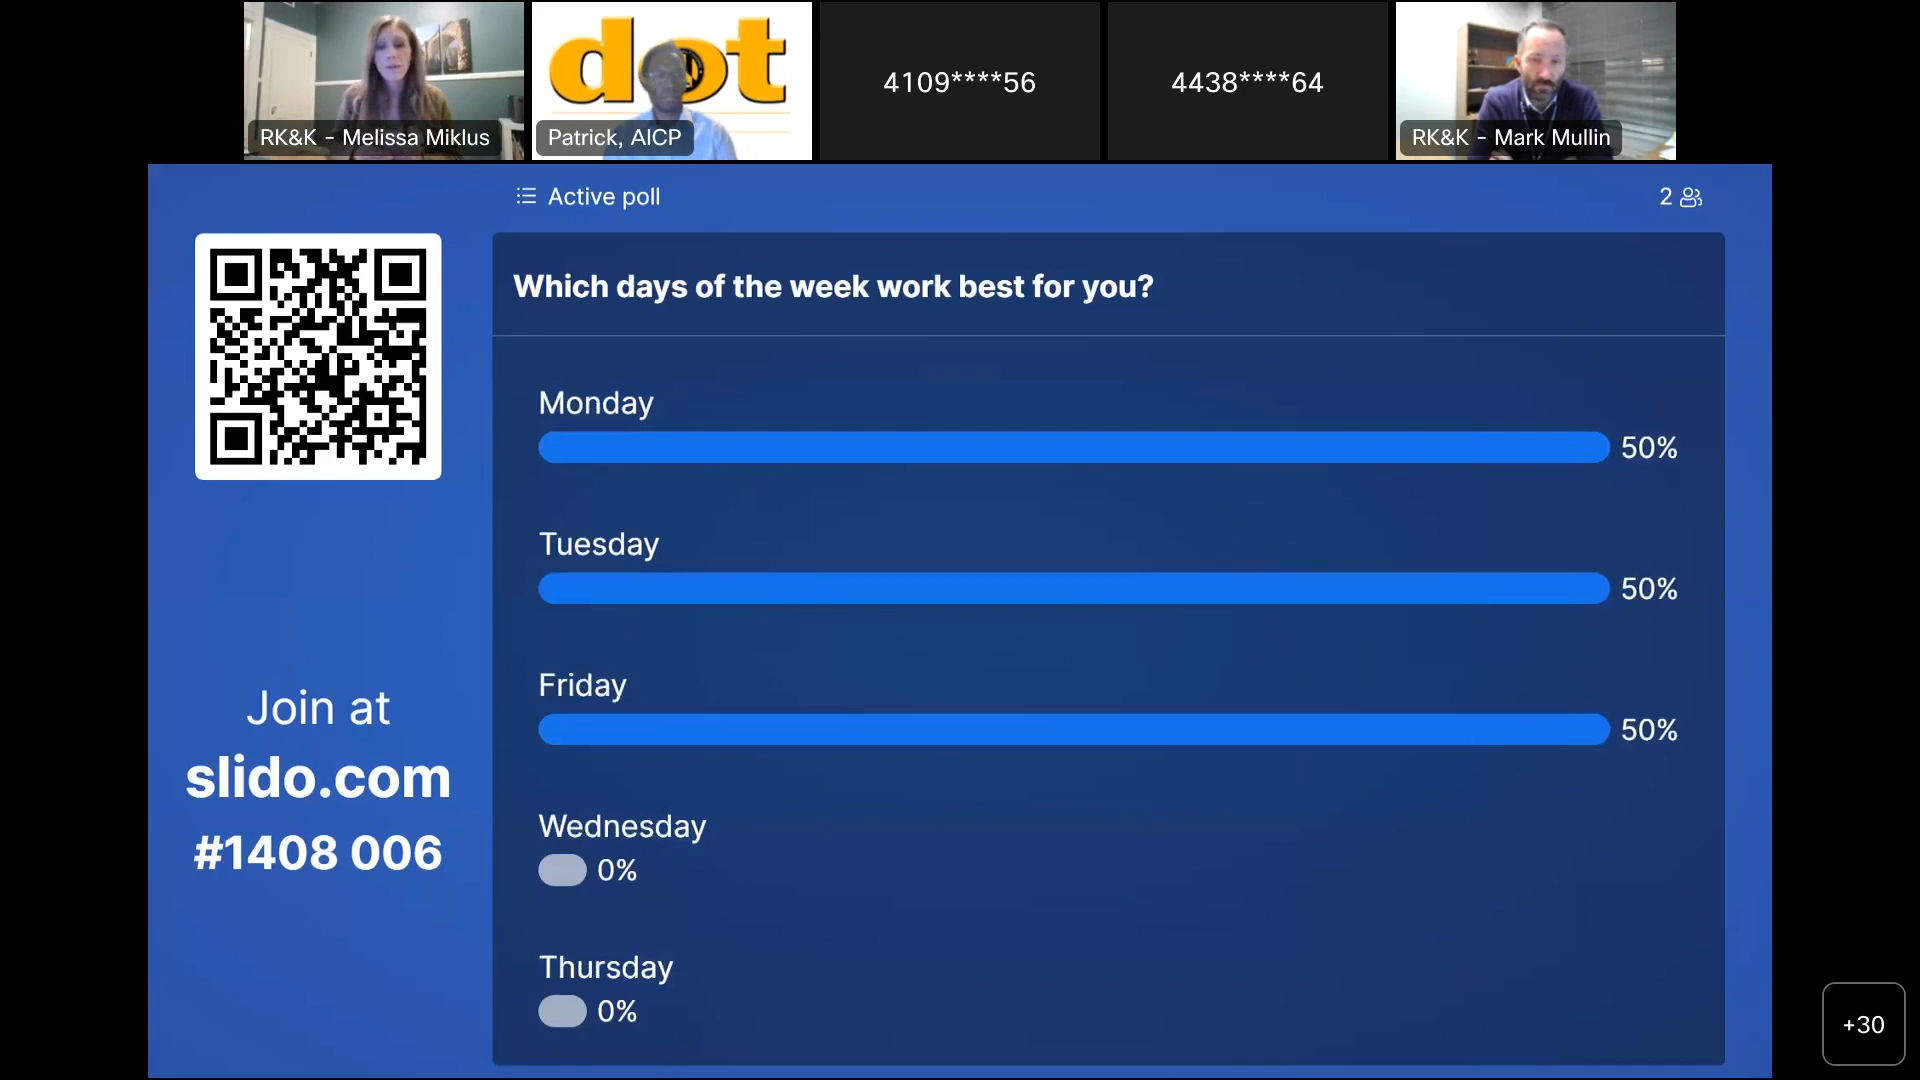 dot
RK&K - Melissa Miklus
Patrick, AICP
4109****56
4438****64
RK&K - Mark Mullin
Active poll
2
Which days of the week work best for you?
Monday
50%
Tuesday
50%
Friday
50%
Wednesday
0%
Thursday
0%
Join at
slido.com
#1408 006
+30